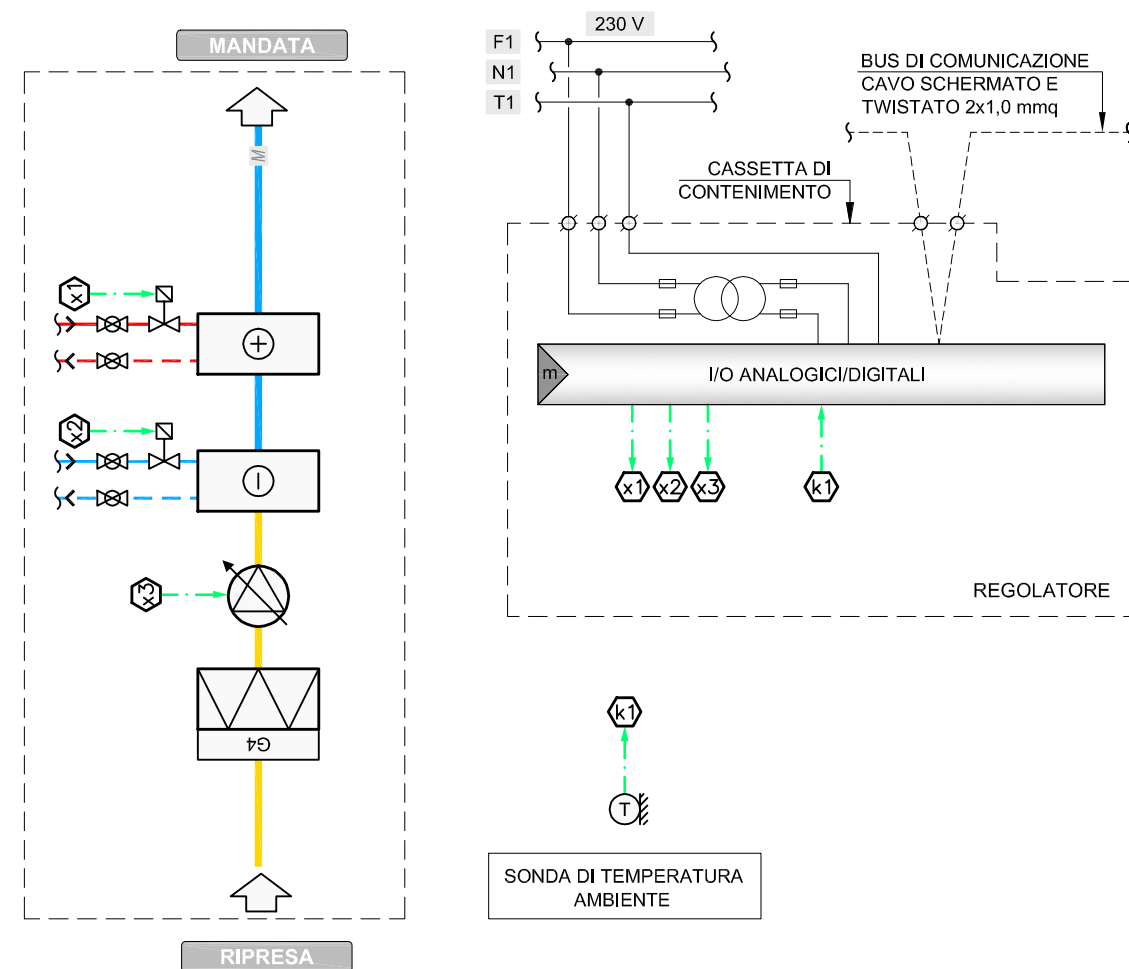 MANDATA
M
x1
+
x2
x3
G4
RIPRESA
230 V
F1
N1
T1
BUS DI COMUNICAZIONE
CAVO SCHERMATO E
TWISTATO 2x1,0 mmq
CASSETTA DI
CONTENIMENTO
m
I/O ANALOGICI/DIGITALI
x1 x2 x3 k1
REGOLATORE
k1
T
SONDA DI TEMPERATURA
AMBIENTE